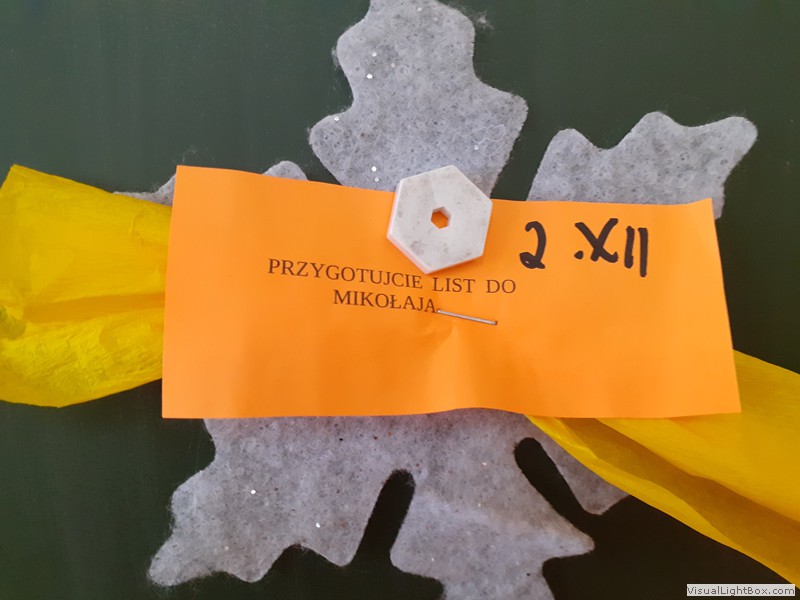 2.XII
PRZYGOTUJCIE LIST DO
MIKOŁAJA.
VisualLightBox.com